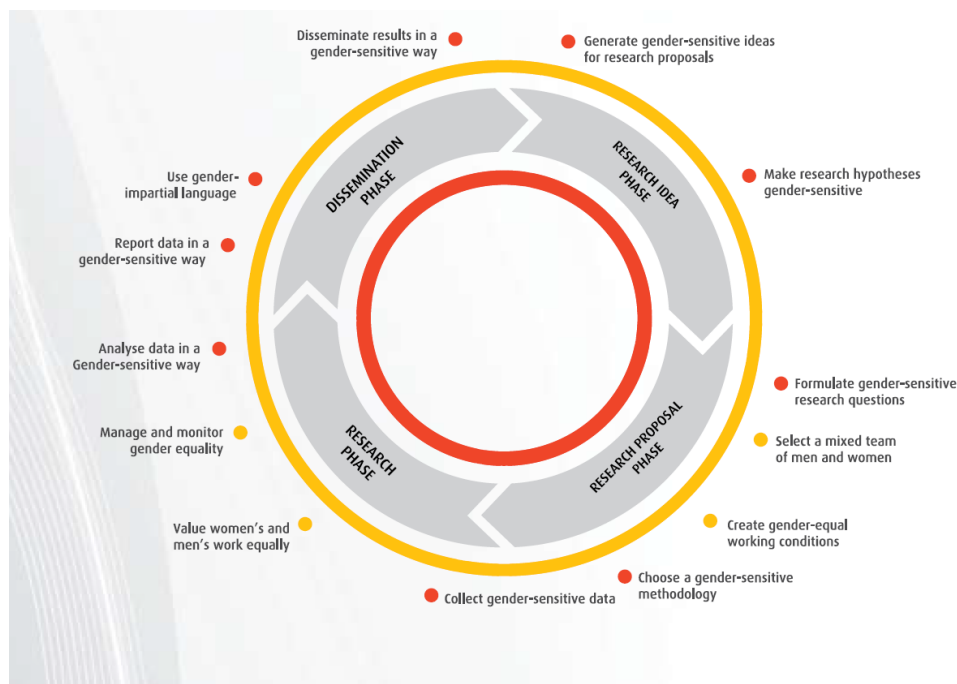 Disseminate results in a
gender-sensitive way
Generate gender-sensitive ideas
for research proposals
Use gender-
impartial language
DISSEMINATION
PHASE
RESEARCH IDEA
PHASE
Make research hypotheses
gender-sensitive
Report data in a
gender-sensitive way
Analyse data in a
Gender-sensitive way
Formulate gender-sensitive
research questions
Manage and monitor
gender equality
RESEARCH
PHASE
RESEARCH PROPOSAL
PHASE
Select a mixed team
of men and women
Value women's and
men's work equally
Create gender-equal
working conditions
Collect gender-sensitive data
Choose a gender-sensitive
methodology